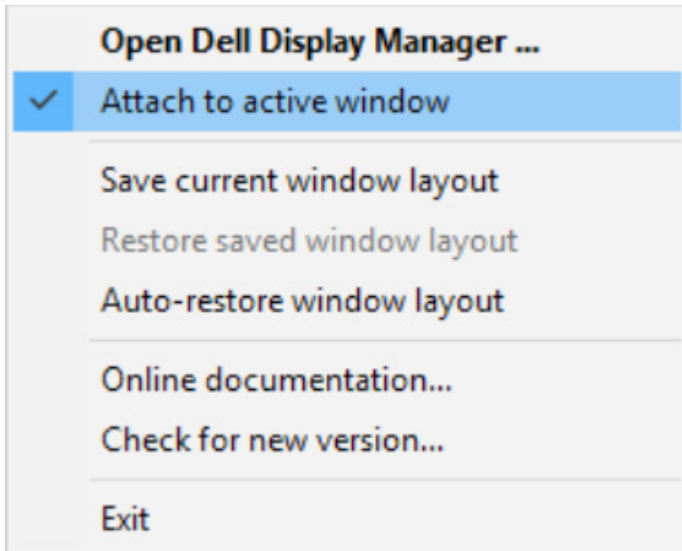 Open Dell Display Manager ...
Attach to active window
Save current window layout
Restore saved window layout
Auto-restore window layout
Online documentation...
Check for new version...
Exit